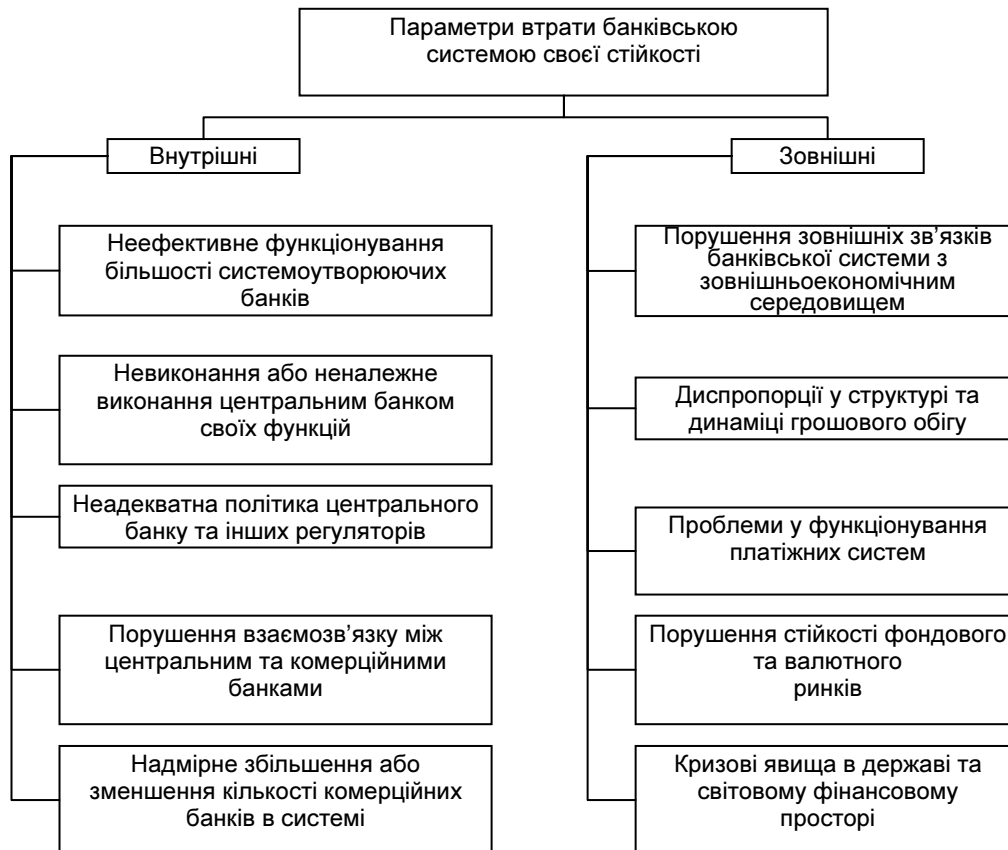 Параметри втрати банківською
системою своєї стійкості
Внутрішні
Зовнішні
Неефективне функціонування
більшості системоутворюючих
банків
Невиконання або неналежне
виконання центральним банком
своїх функцій
Неадекватна політика центрального
банку та інших регуляторів
Порушення взаємозв’язку між
центральним та комерційними
банками
Надмірне збільшення або
зменшення кількості комерційних
банків в системі
Порушення зовнішніх зв’язків
банківської системи з
зовнішньоекономічним
середовищем
Диспропорції у структурі та
динаміці грошового обігу
Проблеми у функціонування
платіжних систем
Порушення стійкості фондового
та валютного
ринків
Кризові явища в державі та
світовому фінансовому
просторі